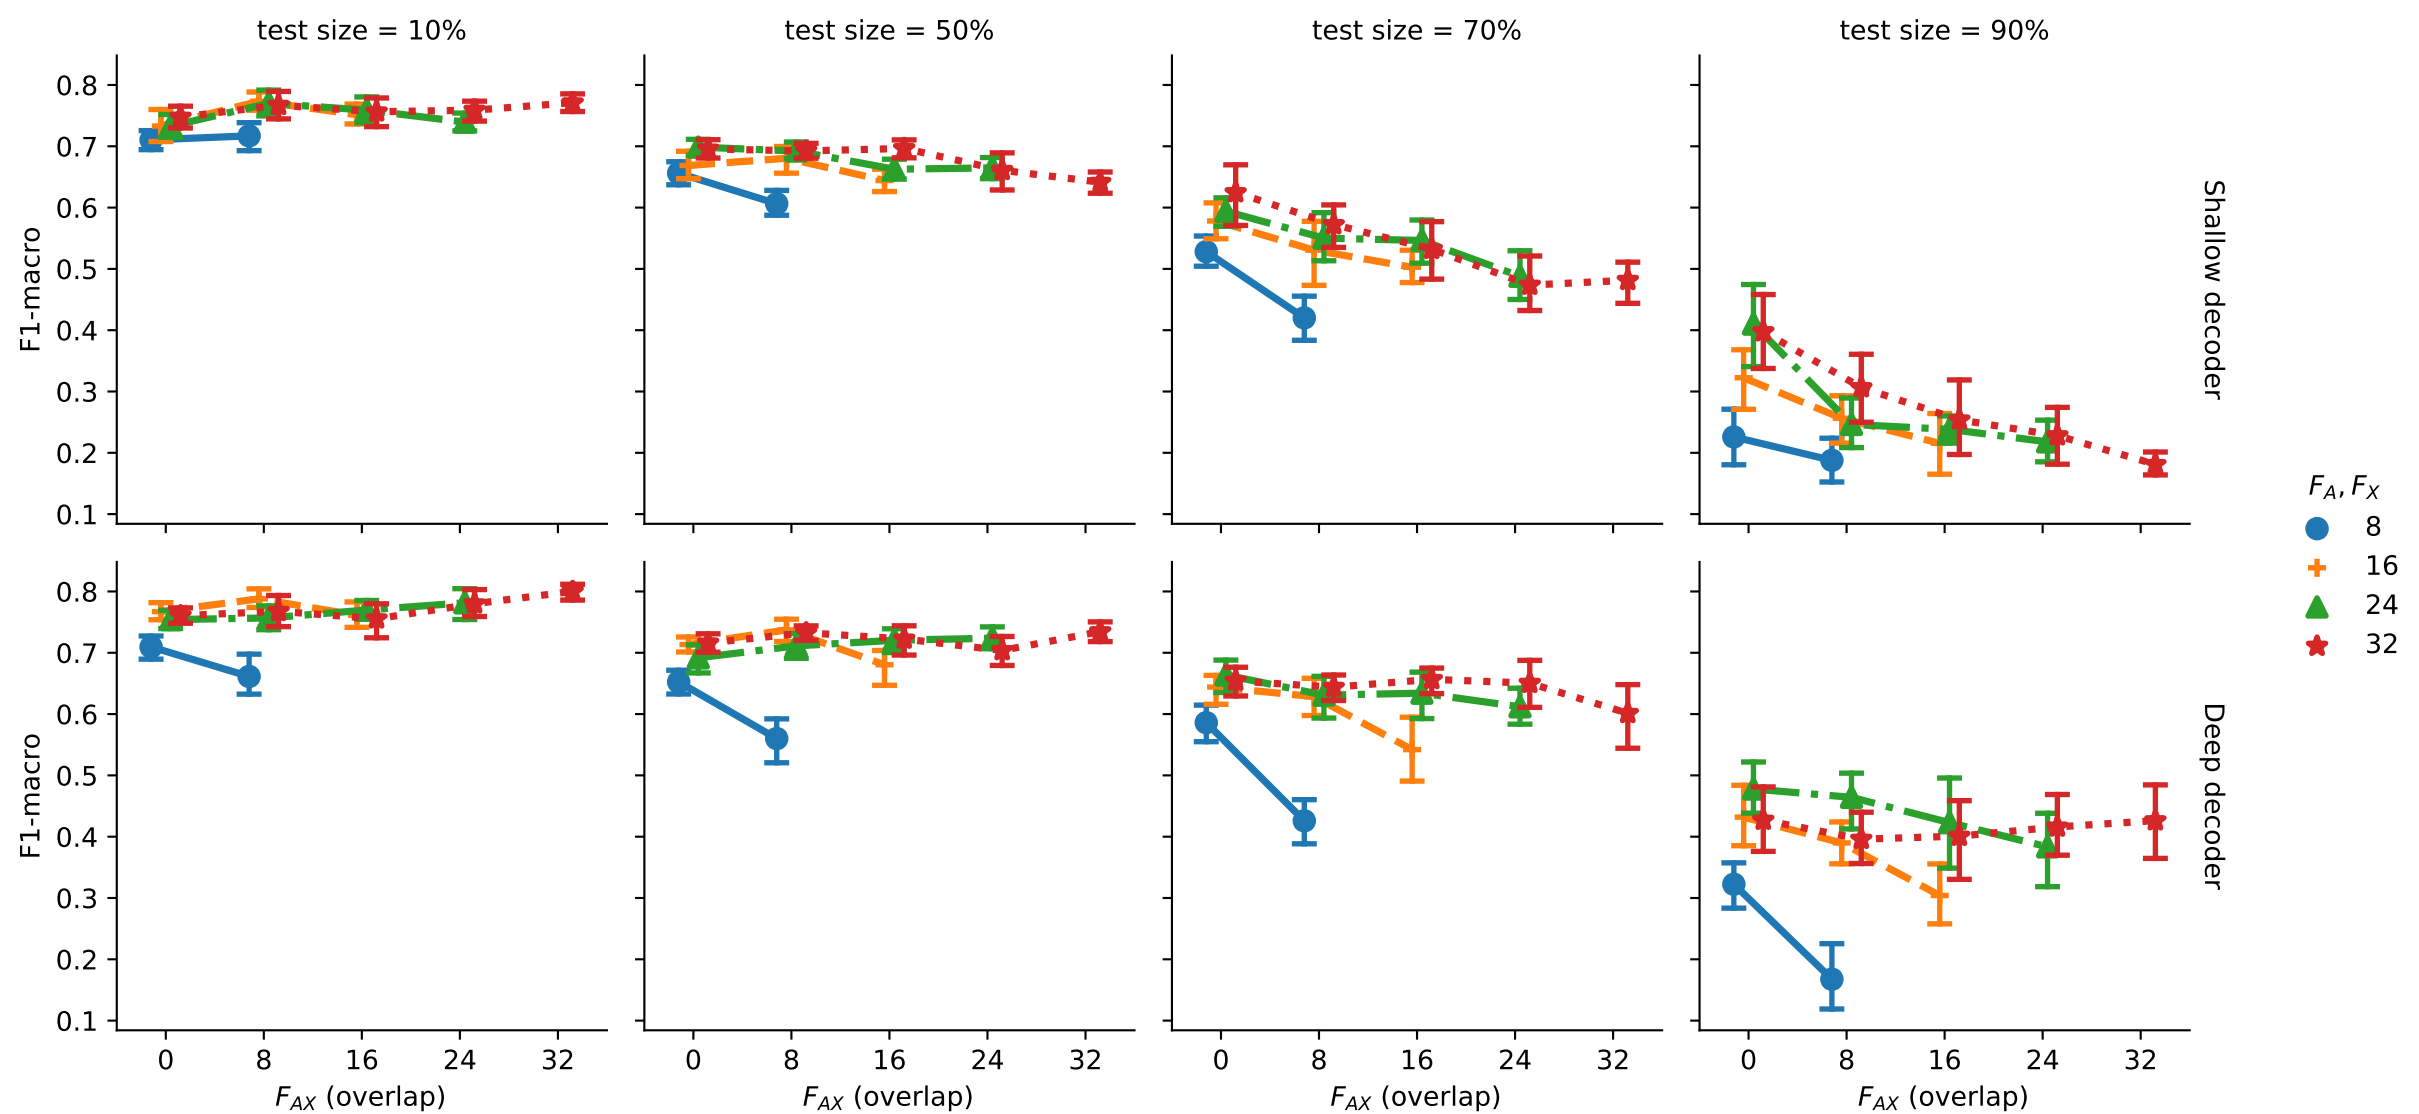 test size = 10%
test size = 50%
test size = 70%
test size = 90%
F1-macro
0.8
0.7
0.6
0.5
0.4
0.3
0.2
0.1
Shallow decoder
F1-macro
0.8
0.7
0.6
0.5
0.4
0.3
0.2
0.1
Deep decoder
0 8 16 24 32
0 8 16 24 32
0 8 16 24 32
0 8 16 24 32
F_AX (overlap)
F_AX (overlap)
F_AX (overlap)
F_AX (overlap)
F_A, F_X
8
16
24
32